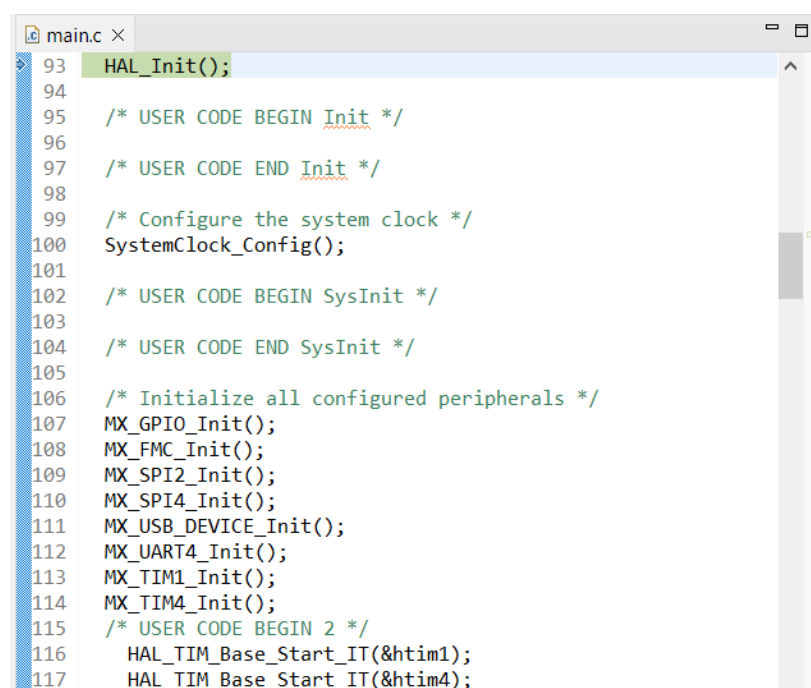 main.c
93 HAL_Init();
94
95 /* USER CODE BEGIN Init */
96
97 /* USER CODE END Init */
98
99 /* Configure the system clock */
100 SystemClock_Config();
101
102 /* USER CODE BEGIN SysInit */
103
104 /* USER CODE END SysInit */
105
106 /* Initialize all configured peripherals */
107 MX_GPIO_Init();
108 MX_FMC_Init();
109 MX_SPI2_Init();
110 MX_SPI4_Init();
111 MX_USB_DEVICE_Init();
112 MX_UART4_Init();
113 MX_TIM1_Init();
114 MX_TIM4_Init();
115 /* USER CODE BEGIN 2 */
116 HAL_TIM_Base_Start_IT(&htim1);
117 HAL_TIM_Base_Start_IT(&htim4);